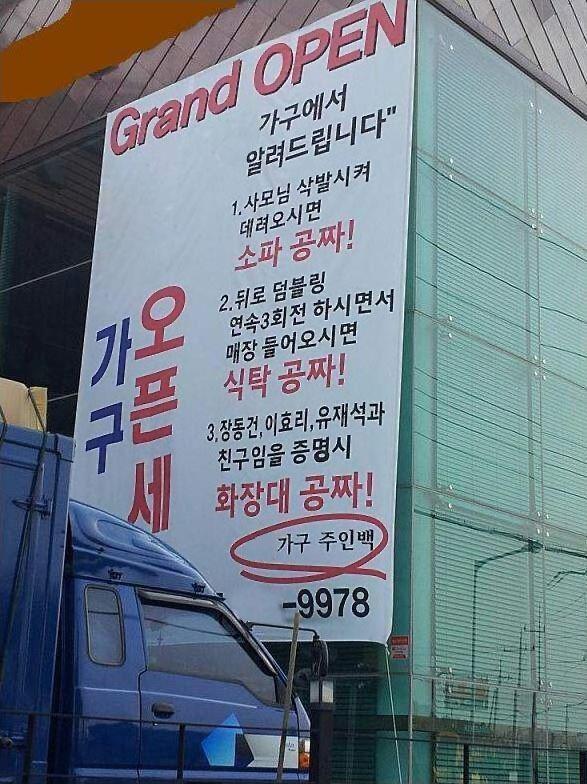 Grand OPEN
가구에서
알려드립니다"
1.사모님 삭발시켜
데려오시면
소파 공짜!
2.뒤로 덤블링
연속3회전 하시면서
매장 들어오시면
식탁 공짜!
3.장동건,이효리,유재석과
친구임을 증명시
화장대 공짜!
가구 주인백
-9978
가구
오픈세